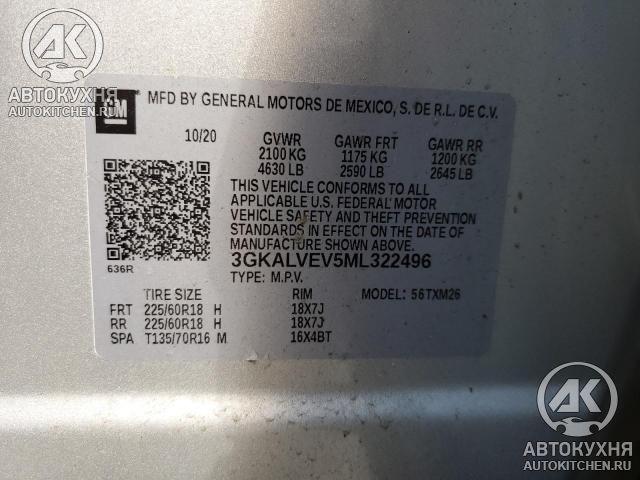 AK
АВТОКУХНЯ
AUTOKITCHEN.RU
GM
MFD BY GENERAL MOTORS DE MEXICO, S. DE R.L. DE C.V.
10/20 GVWR GAWR FRT GAWR RR
2100 KG 1175 KG 1200 KG
4630 LB 2590 LB 2645 LB
THIS VEHICLE CONFORMS TO ALL
APPLICABLE U.S. FEDERAL MOTOR
VEHICLE SAFETY AND THEFT PREVENTION
STANDARDS IN EFFECT ON THE DATE OF
MANUFACTURE SHOWN ABOVE.
636R 3GKALVEV5ML322496
TYPE: M.P.V.
TIRE SIZE RIM MODEL: 56TXM26
FRT 225/60R18 H 18X7J
RR 225/60R18 H 18X7J
SPA T135/70R16 M 16X4BT
AK
АВТОКУХНЯ
AUTOKITCHEN.RU